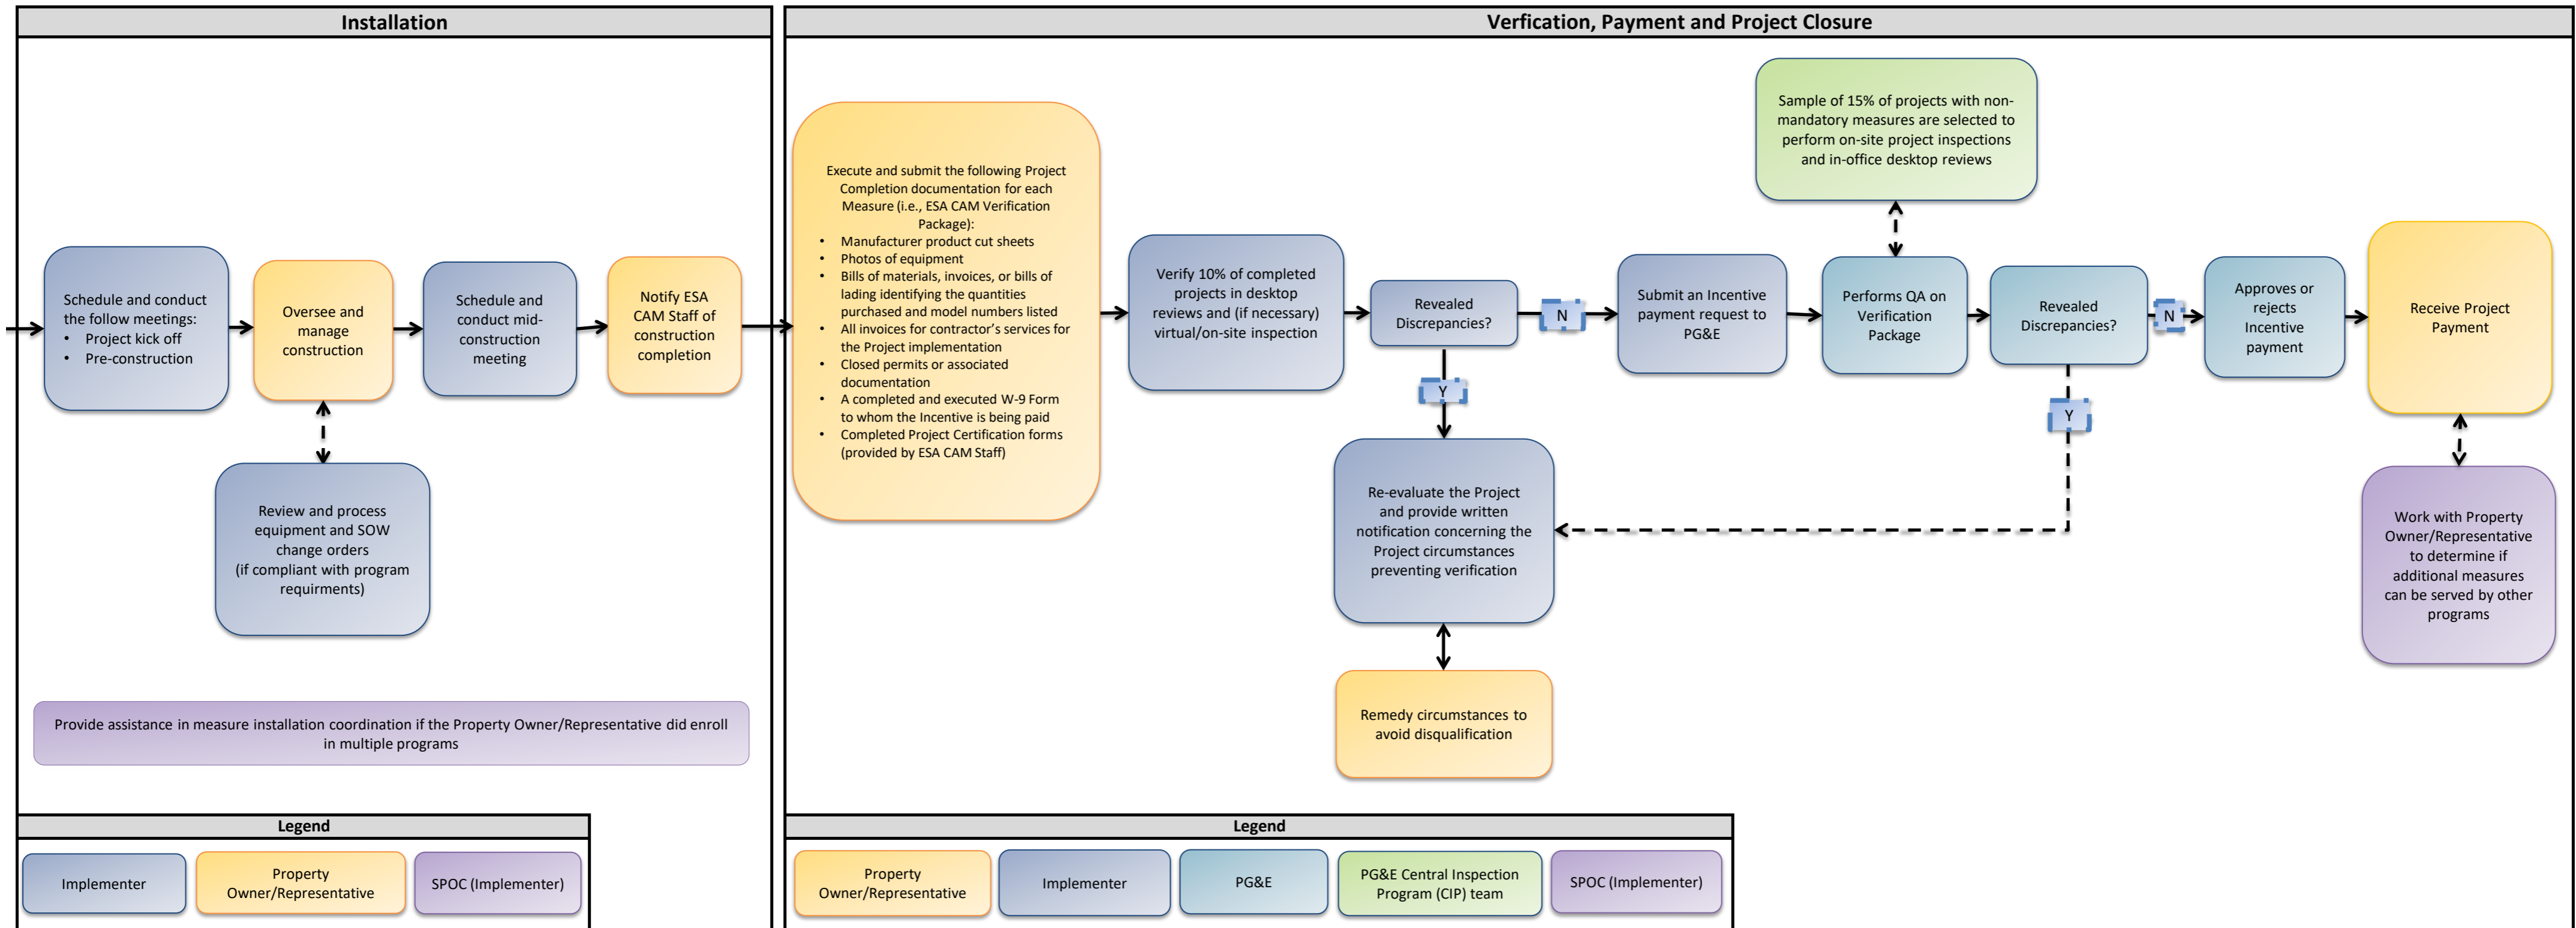 Installation
Schedule and conduct
the follow meetings:
• Project kick off
• Pre-construction
Oversee and
manage
construction
Schedule and
conduct mid-
construction
meeting
Notify ESA
CAM Staff of
construction
completion
Review and process
equipment and SOW
change orders
(if compliant with program
requirments)
Provide assistance in measure installation coordination if the Property Owner/Representative did enroll
in multiple programs
Legend
Implementer
Property
Owner/Representative
SPOC (Implementer)
Verfication, Payment and Project Closure
Execute and submit the following Project
Completion documentation for each
Measure (i.e., ESA CAM Verification
Package):
• Manufacturer product cut sheets
• Photos of equipment
• Bills of materials, invoices, or bills of
lading identifying the quantities
purchased and model numbers listed
• All invoices for contractor's services for
the Project implementation
• Closed permits or associated
documentation
• A completed and executed W-9 Form
to whom the Incentive is being paid
• Completed Project Certification forms
(provided by ESA CAM Staff)
Verify 10% of completed
projects in desktop
reviews and (if necessary)
virtual/on-site inspection
Revealed
Discrepancies?
N
Y
Submit an Incentive
payment request to
PG&E
Sample of 15% of projects with non-
mandatory measures are selected to
perform on-site project inspections
and in-office desktop reviews
Performs QA on
Verification
Package
Revealed
Discrepancies?
N
Y
Approves or
rejects
Incentive
payment
Receive Project
Payment
Re-evaluate the Project
and provide written
notification concerning the
Project circumstances
preventing verification
Remedy circumstances to
avoid disqualification
Work with Property
Owner/Representative
to determine if
additional measures
can be served by other
programs
Legend
Property
Owner/Representative
Implementer
PG&E
PG&E Central Inspection
Program (CIP) team
SPOC (Implementer)